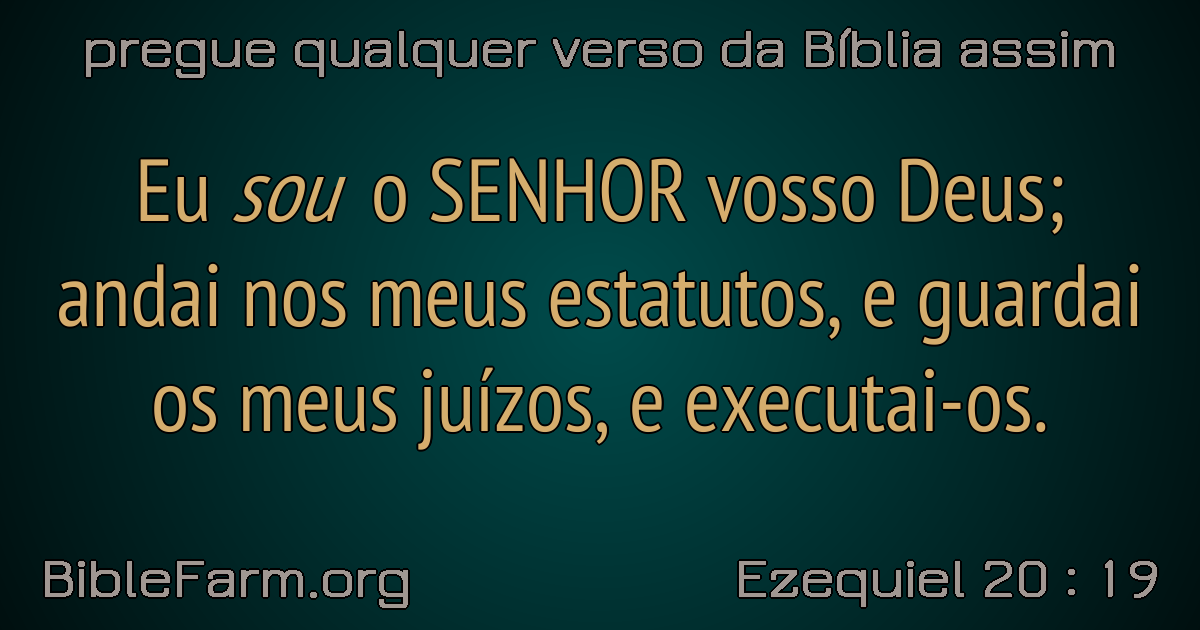 pregue qualquer verso da Bíblia assim
Eu sou o SENHOR vosso Deus;
andai nos meus estatutos, e guardai
os meus juízos, e executai-os.
BibleFarm.org
Ezequiel 20 : 19